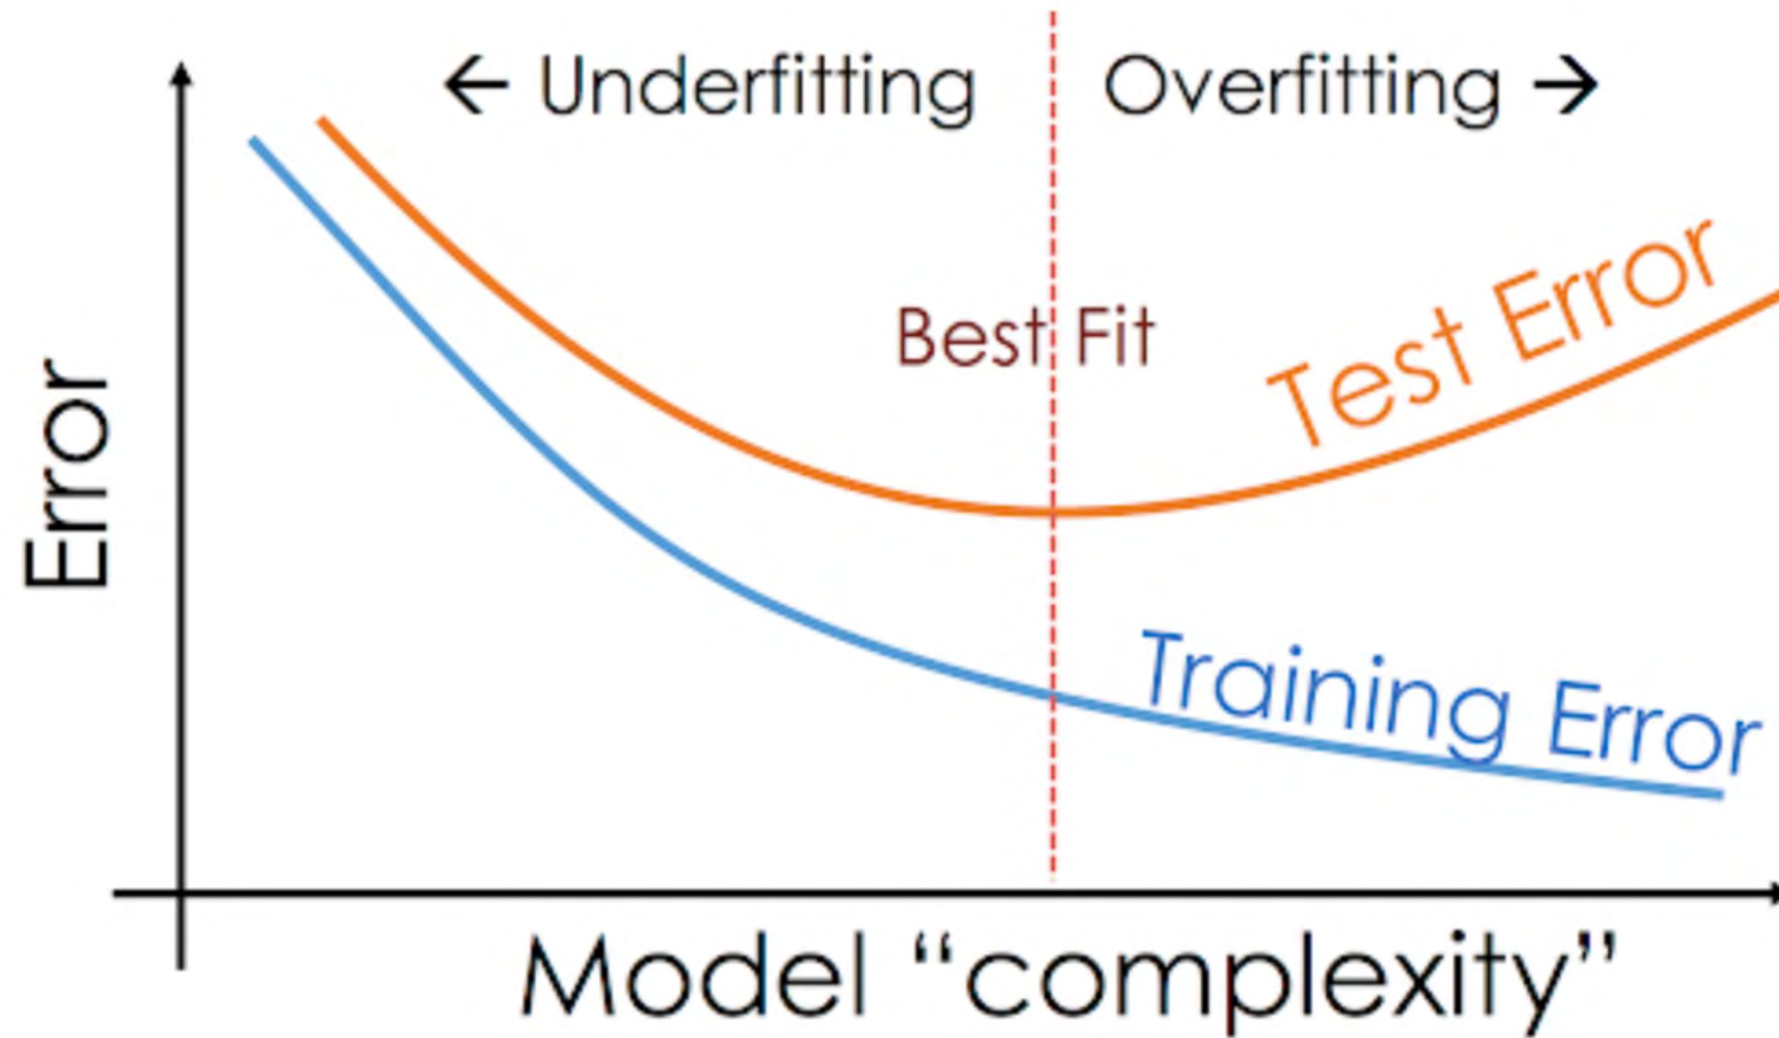 ← Underfitting
Overfitting →
Best Fit
Test Error
Training Error
Error
Model “complexity”